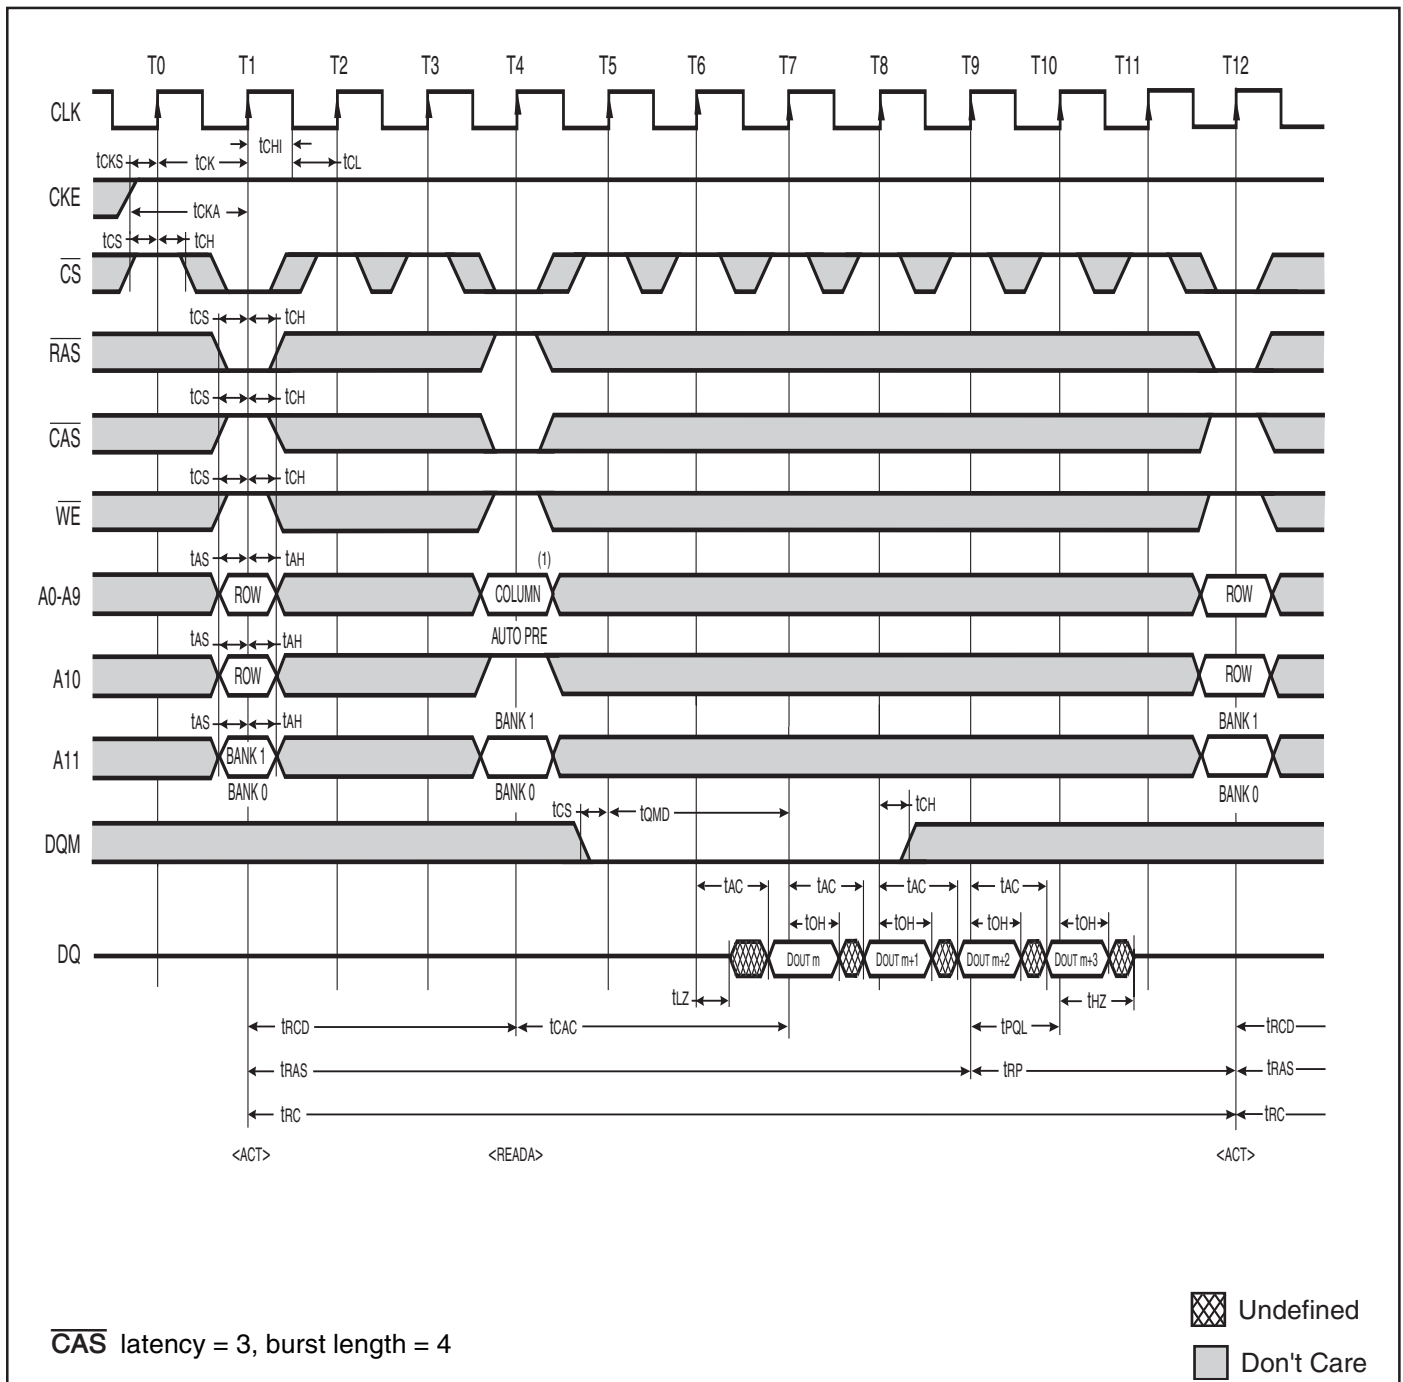 T0 T1 T2 T3 T4 T5 T6 T7 T8 T9 T10 T11 T12
CLK
tCHI
tCKS tCK tCL
CKE
tCKA
tCS tCH
CS
tCS tCH
RAS
tCS tCH
CAS
tCS tCH
WE
tAS tAH (1)
A0-A9 ROW COLUMN ROW
AUTO PRE
tAS tAH
A10 ROW ROW
BANK 1 BANK 1
tAS tAH
A11 BANK 1
BANK 0 BANK 0 BANK 0
tCS tQMD tCH
DQM
tAC tAC tAC tAC
tOH tOH tOH tOH
DQ DOUT m DOUT m+1 DOUT m+2 DOUT m+3
tLZ tHZ
tRCD tCAC tPQL tRCD
tRAS tRP tRAS
tRC tRC
<ACT> <READA> <ACT>
Undefined
CAS latency = 3, burst length = 4
Don't Care